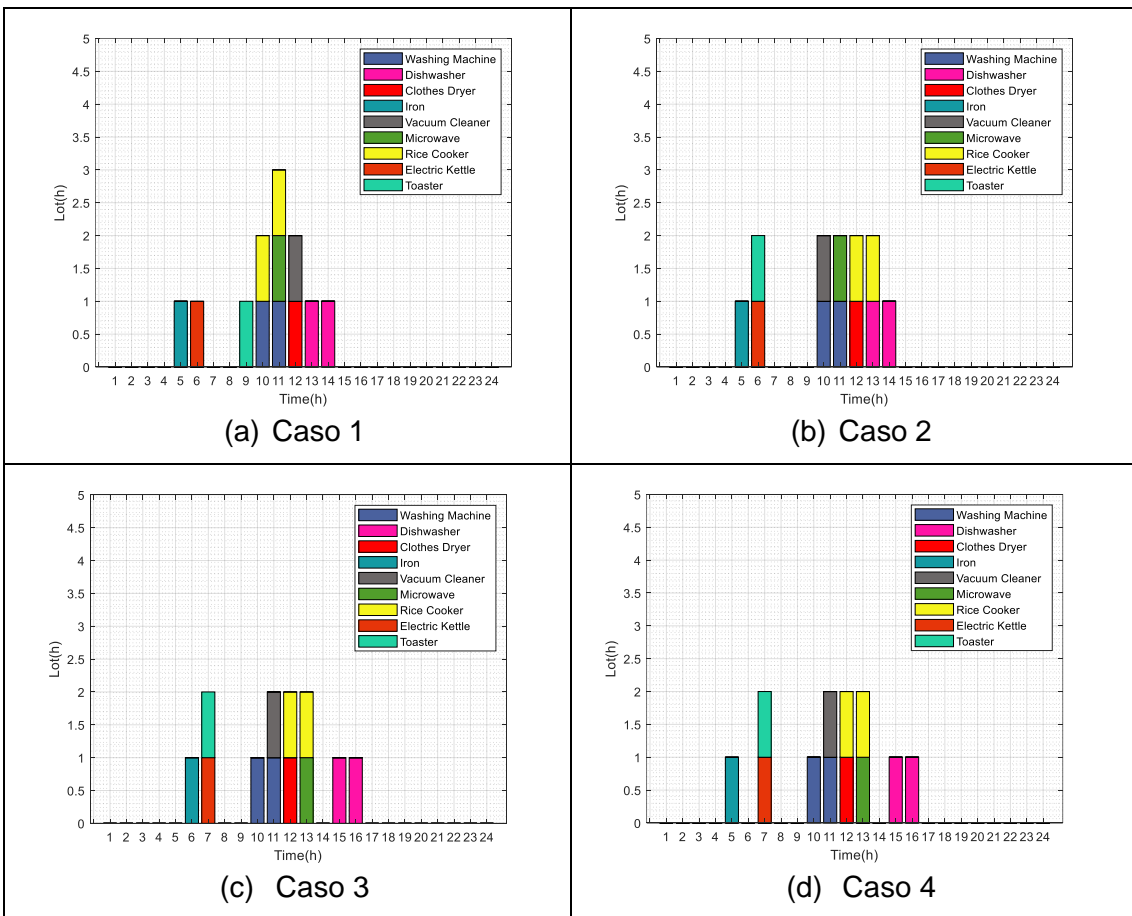 5
4.5
4
3.5
3
2.5
2
1.5
1
0.5
0
Lot(h)
Washing Machine
Dishwasher
Clothes Dryer
Iron
Vacuum Cleaner
Microwave
Rice Cooker
Electric Kettle
Toaster
1 2 3 4 5 6 7 8 9 10 11 12 13 14 15 16 17 18 19 20 21 22 23 24
Time(h)
(a) Caso 1
5
4.5
4
3.5
3
2.5
2
1.5
1
0.5
0
Lot(h)
Washing Machine
Dishwasher
Clothes Dryer
Iron
Vacuum Cleaner
Microwave
Rice Cooker
Electric Kettle
Toaster
1 2 3 4 5 6 7 8 9 10 11 12 13 14 15 16 17 18 19 20 21 22 23 24
Time(h)
(b) Caso 2
5
4.5
4
3.5
3
2.5
2
1.5
1
0.5
0
Lot(h)
Washing Machine
Dishwasher
Clothes Dryer
Iron
Vacuum Cleaner
Microwave
Rice Cooker
Electric Kettle
Toaster
1 2 3 4 5 6 7 8 9 10 11 12 13 14 15 16 17 18 19 20 21 22 23 24
Time(h)
(c) Caso 3
5
4.5
4
3.5
3
2.5
2
1.5
1
0.5
0
Lot(h)
Washing Machine
Dishwasher
Clothes Dryer
Iron
Vacuum Cleaner
Microwave
Rice Cooker
Electric Kettle
Toaster
1 2 3 4 5 6 7 8 9 10 11 12 13 14 15 16 17 18 19 20 21 22 23 24
Time(h)
(d) Caso 4